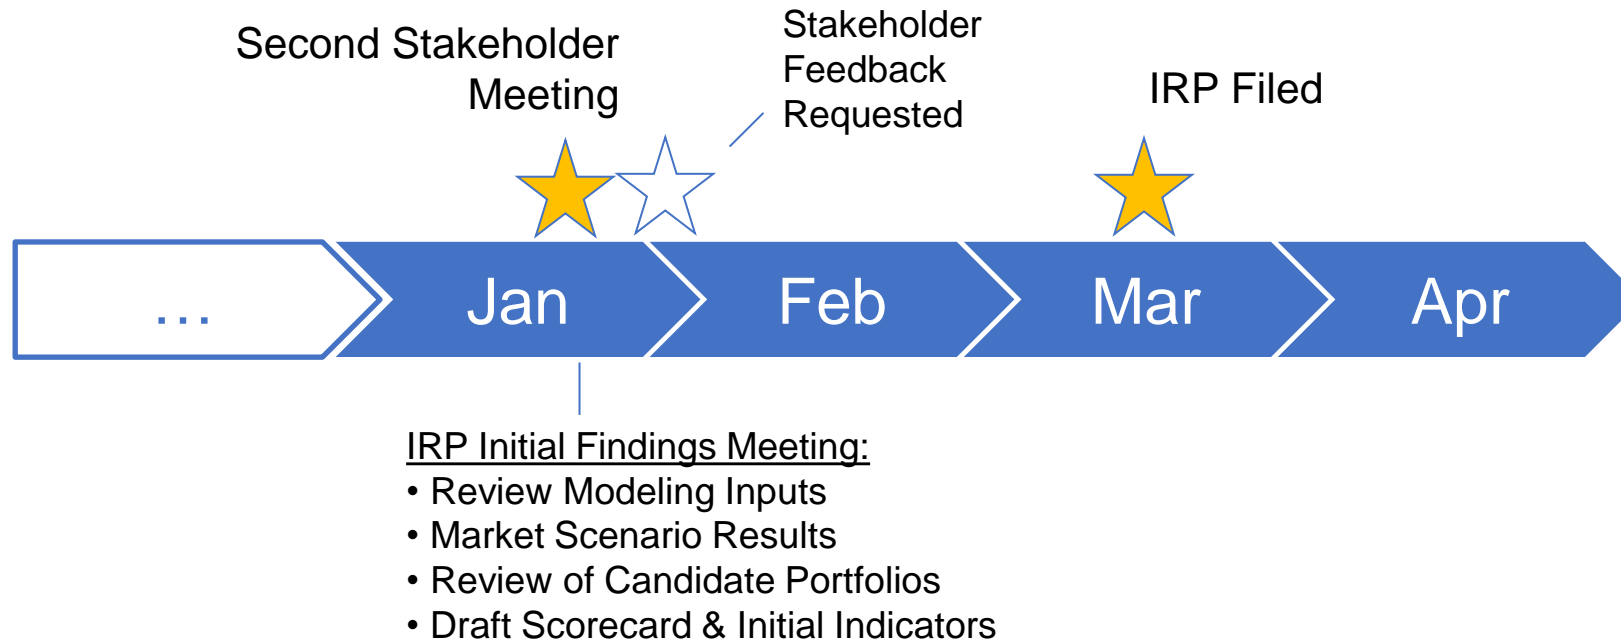 Second Stakeholder
Meeting
Stakeholder
Feedback
Requested
IRP Filed
...
Jan
Feb
Mar
Apr
IRP Initial Findings Meeting:
• Review Modeling Inputs
• Market Scenario Results
• Review of Candidate Portfolios
• Draft Scorecard & Initial Indicators